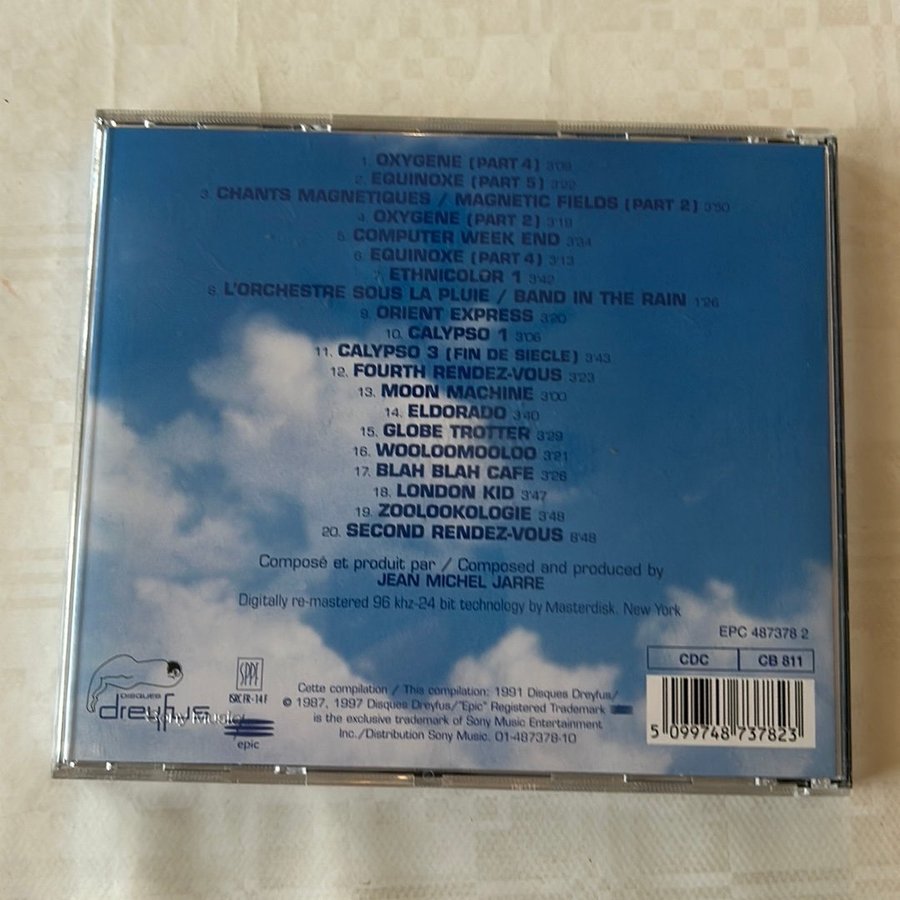 1. OXYGENE (PART 4) 3'09
2. EQUINOXE (PART 5) 3'22
3. CHANTS MAGNETIQUES / MAGNETIC FIELDS (PART 2) 3'50
4. OXYGENE (PART 2) 3'19
5. COMPUTER WEEK END 3'34
6. EQUINOXE (PART 4) 3'13
7. ETHNICOLOR 1 3'42
8. L'ORCHESTRE SOUS LA PLUIE / BAND IN THE RAIN 1'26
9. ORIENT EXPRESS 3'20
10. CALYPSO 1 3'06
11. CALYPSO 3 (FIN DE SIECLE) 3'43
12. FOURTH RENDEZ-VOUS 3'23
13. MOON MACHINE 3'00
14. ELDORADO 3'40
15. GLOBE TROTTER 3'29
16. WOOLOOMOOLOO 3'21
17. BLAH BLAH CAFE 3'26
18. LONDON KID 3'47
19. ZOOLOOKOLOGIE 3'48
20. SECOND RENDEZ-VOUS 8'48
Composé et produit par / Composed and produced by
JEAN MICHEL JARRE
Digitally re-mastered 96 khz-24 bit technology by Masterdisk. New York
EPC 487378 2
CDC CB 811
DISQUES
dreyfus
Sony Music
SPPF
ISRC FR-14 F
epic
Cette compilation / This compilation: 1991 Disques Dreyfus/
© 1987, 1997 Disques Dreyfus/"Epic" Registered Trademark
is the exclusive trademark of Sony Music Entertainment
Inc./Distribution Sony Music. 01-487378-10
5 099748 737823